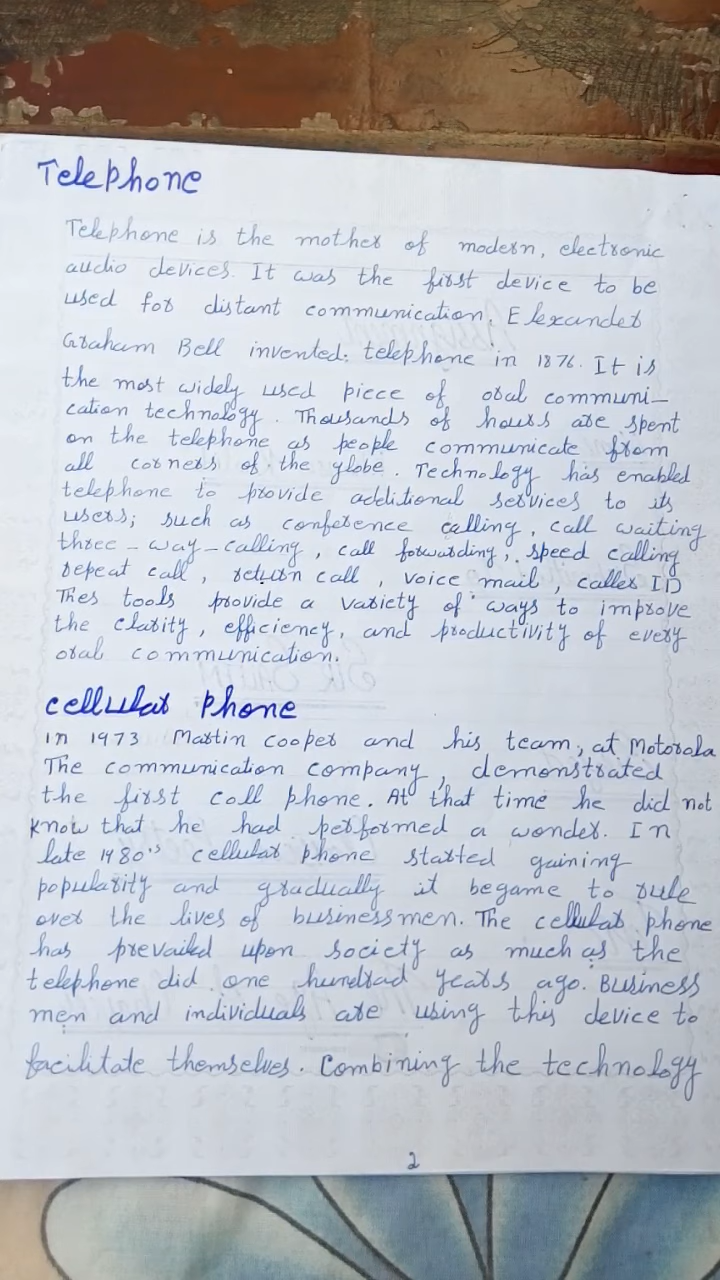 Telephone
Telephone is the mother of modern, electronic
audio devices. It was the first device to be
used for distant communication. Elexander
Graham Bell invented telephone in 1876. It is
the most widely used piece of oral communi-
cation technology. Thousands of hours are spent
on the telephone as people communicate from
all corners of the globe. Technology has enabled
telephone to provide additional services to its
users; such as conference calling, call waiting
three-way-calling, call forwarding, speed calling
repeat call, return call, voice mail, caller ID
Thes tools provide a variety of ways to improve
the clarity, efficiency, and productivity of every
oral communication.
cellular phone
in 1973 Martin cooper and his team, at Motorola
The communication company, demonstrated
the first coll phone. At that time he did not
know that he had performed a wonder. In
late 1980's cellular phone started gaining
popularity and gradually it begame to rule
over the lives of businessmen. The cellular phone
has prevailed upon society as much as the
telephone did one hundrad years ago. Business
men and individuals are using this device to
facilitate themselves. Combining the technology
2